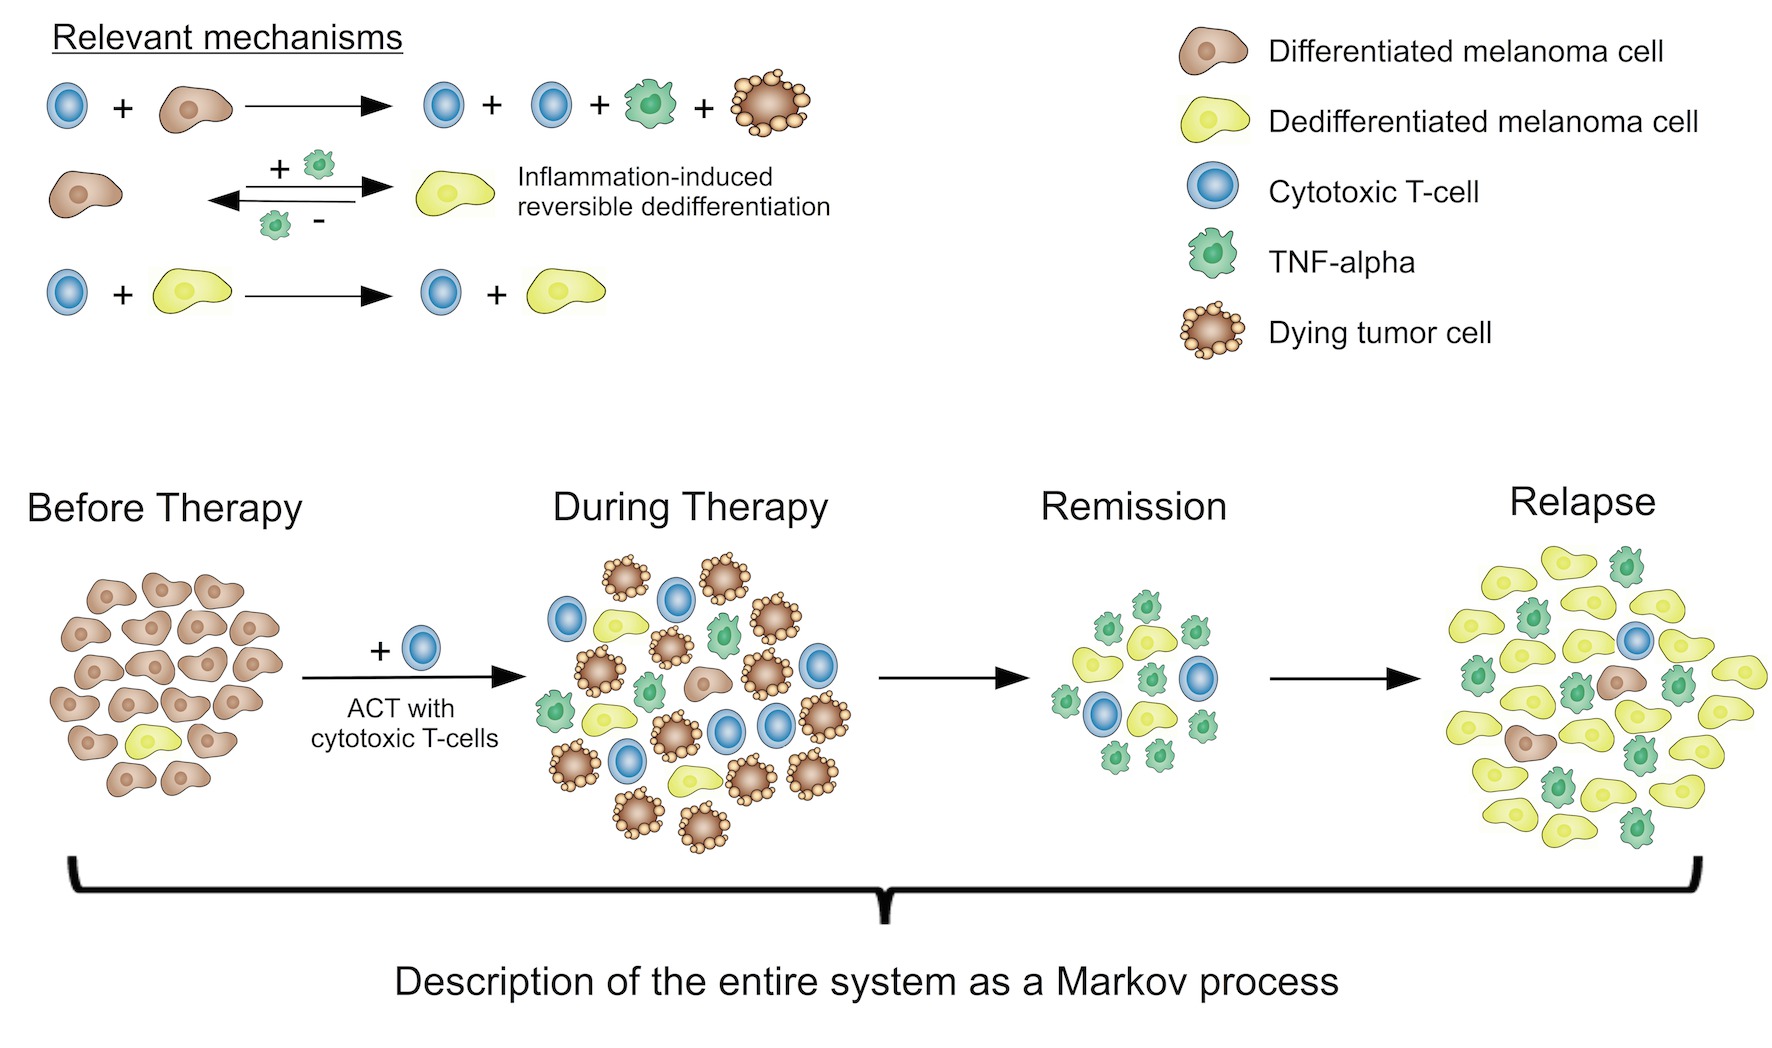 Relevant mechanisms
+ + + +
+
-
Inflammation-induced
reversible dedifferentiation
+ +
Differentiated melanoma cell
Dedifferentiated melanoma cell
Cytotoxic T-cell
TNF-alpha
Dying tumor cell
Before Therapy
During Therapy
Remission
Relapse
+
ACT with
cytotoxic T-cells
Description of the entire system as a Markov process